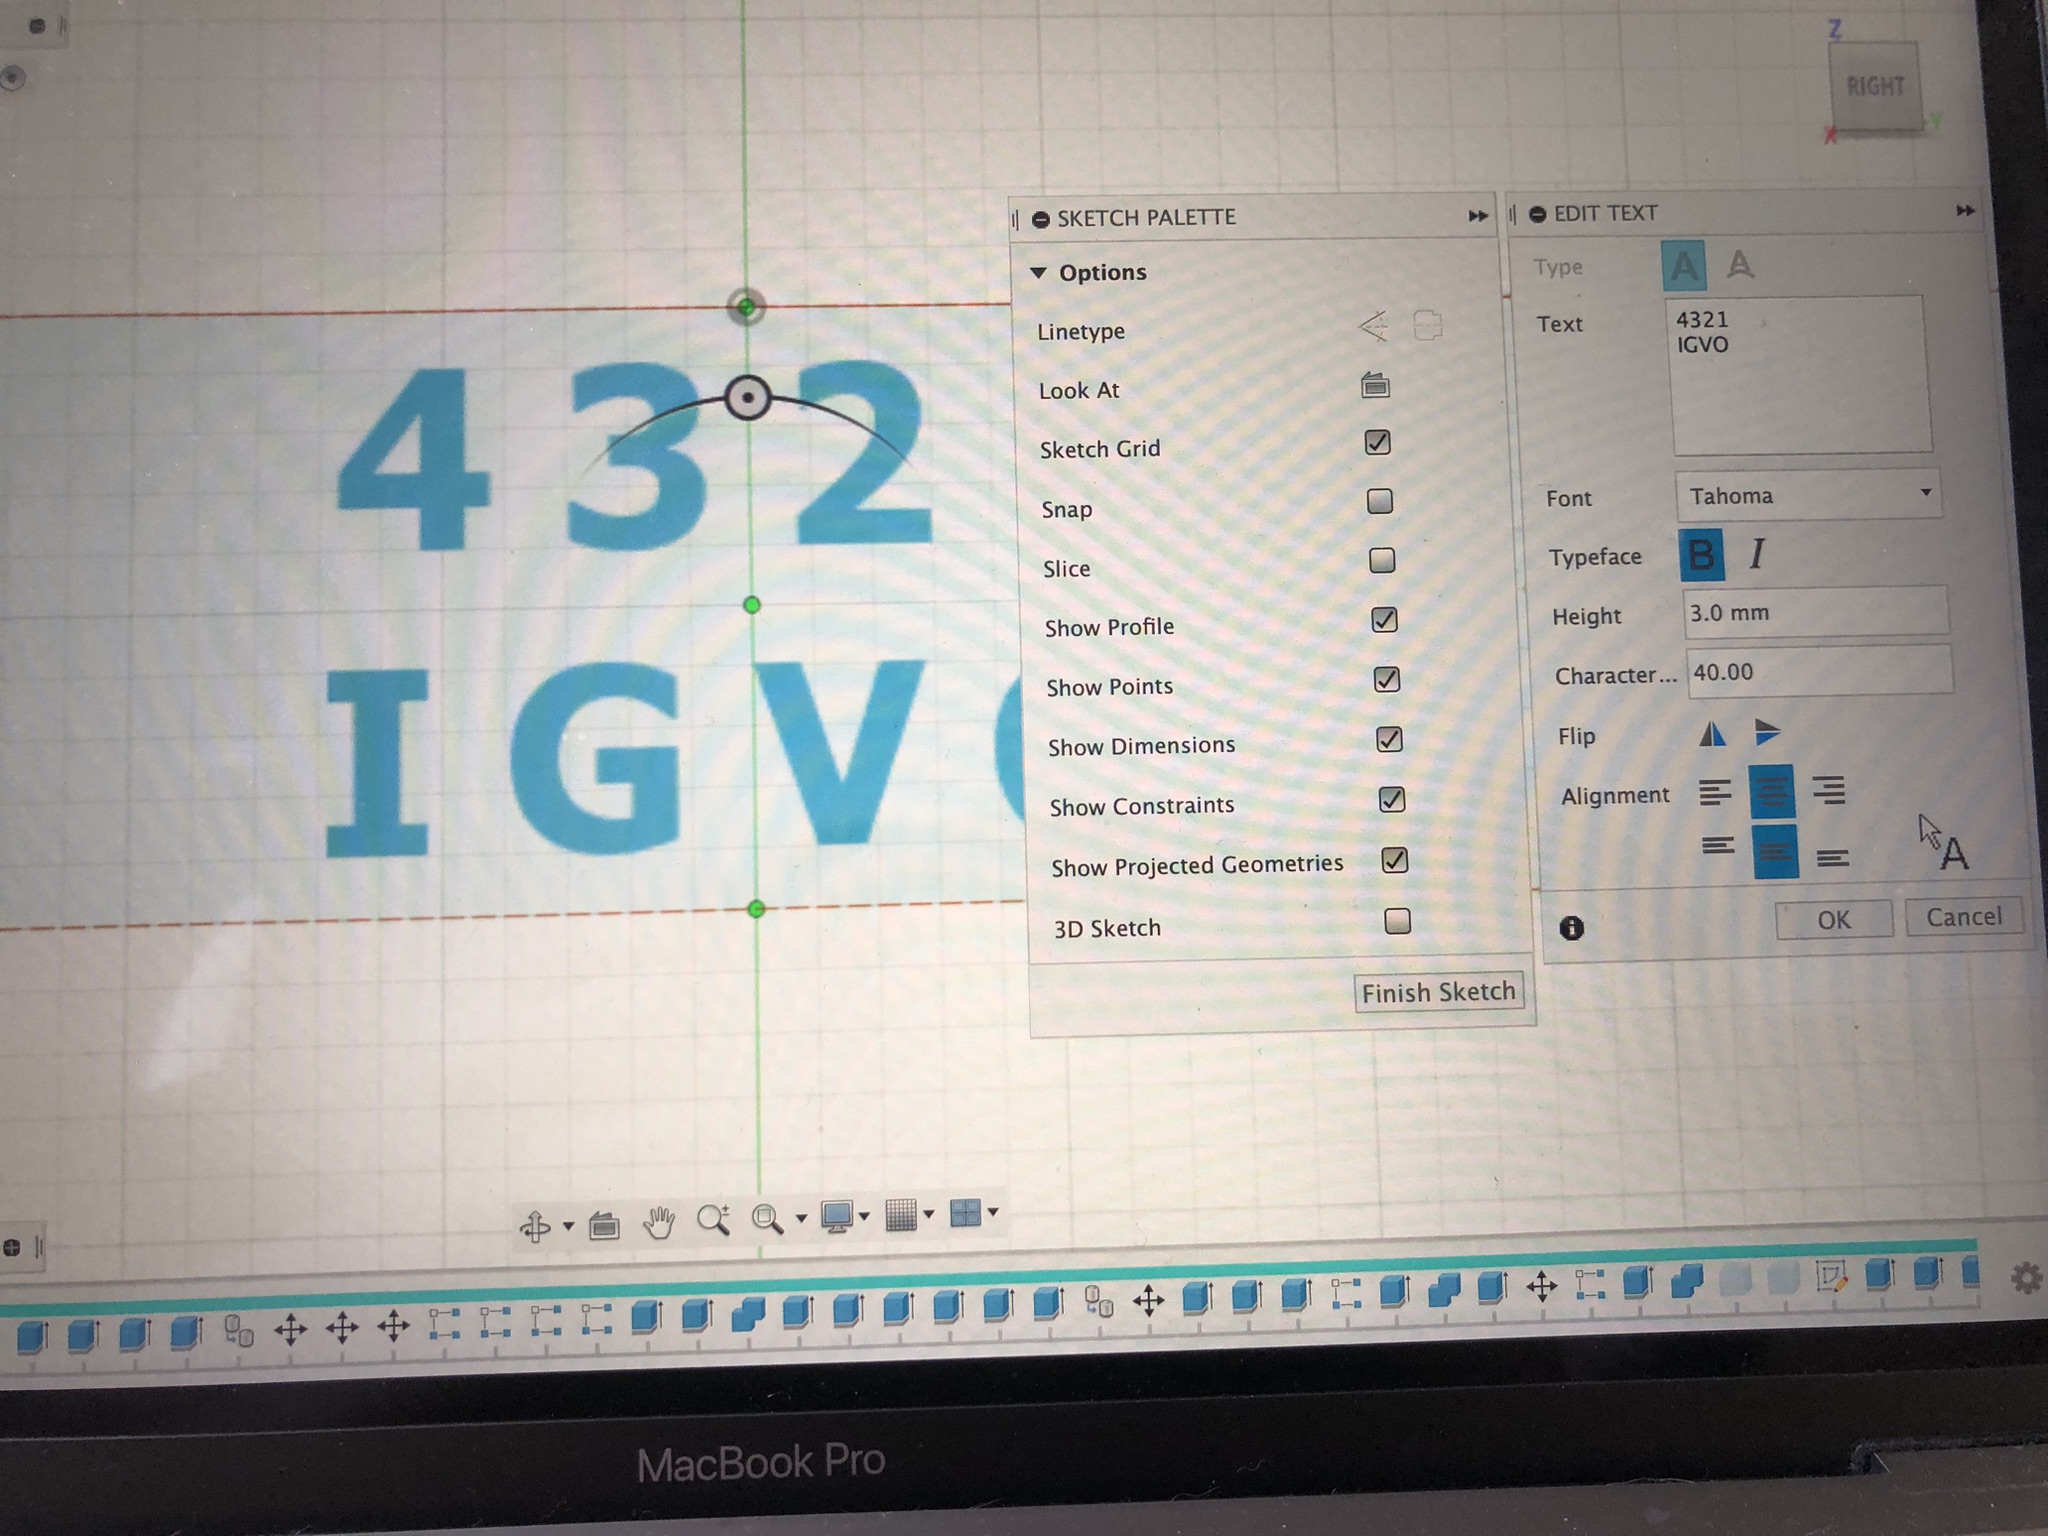 Z
RIGHT
X
Y
SKETCH PALETTE
Options
Linetype
Look At
Sketch Grid
Snap
Slice
Show Profile
Show Points
Show Dimensions
Show Constraints
Show Projected Geometries
3D Sketch
Finish Sketch
EDIT TEXT
Type A A
Text 4321
IGVO
Font Tahoma
Typeface B I
Height 3.0 mm
Character... 40.00
Flip
Alignment
A
OK Cancel
432
IGV
MacBook Pro